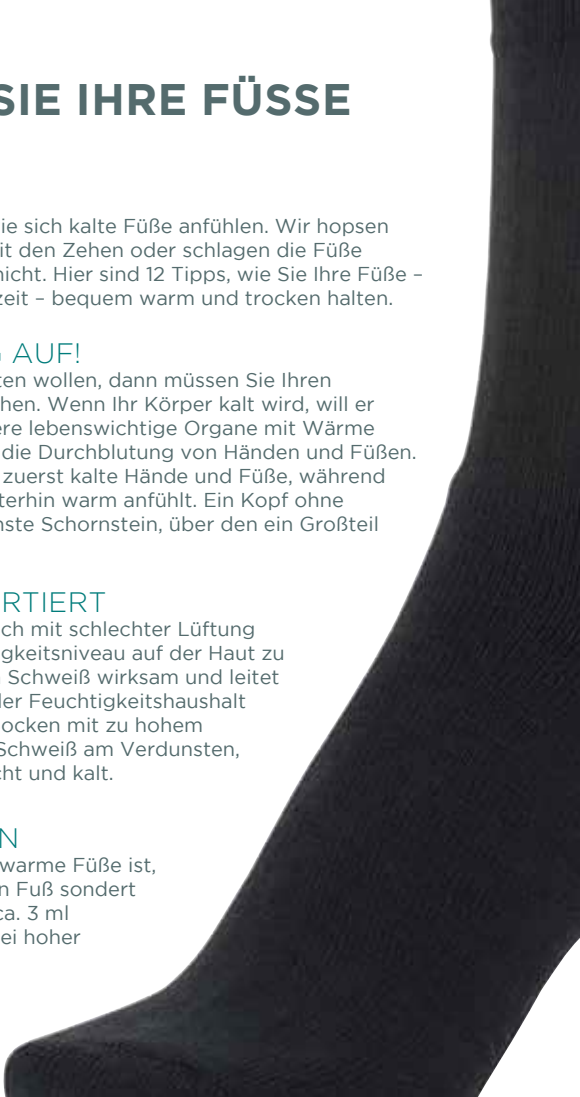 SIE IHRE FÜSSE
ie sich kalte Füße anfühlen. Wir hopsen
it den Zehen oder schlagen die Füße
nicht. Hier sind 12 Tipps, wie Sie Ihre Füße –
zeit – bequem warm und trocken halten.
AUF!
ten wollen, dann müssen Sie Ihren
hen. Wenn Ihr Körper kalt wird, will er
ere lebenswichtige Organe mit Wärme
die Durchblutung von Händen und Füßen.
zuerst kalte Hände und Füße, während
iterhin warm anfühlt. Ein Kopf ohne
nste Schornstein, über den ein Großteil
RTIERT
ch mit schlechter Lüftung
gkeitsniveau auf der Haut zu
Schweiß wirksam und leitet
der Feuchtigkeitshaushalt
ocken mit zu hohem
Schweiß am Verdunsten,
cht und kalt.
N
warme Füße ist,
n Fuß sondert
ca. 3 ml
ei hoher